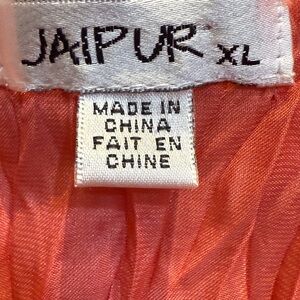 JAIPUR XL
MADE IN
CHINA
FAIT EN
CHINE